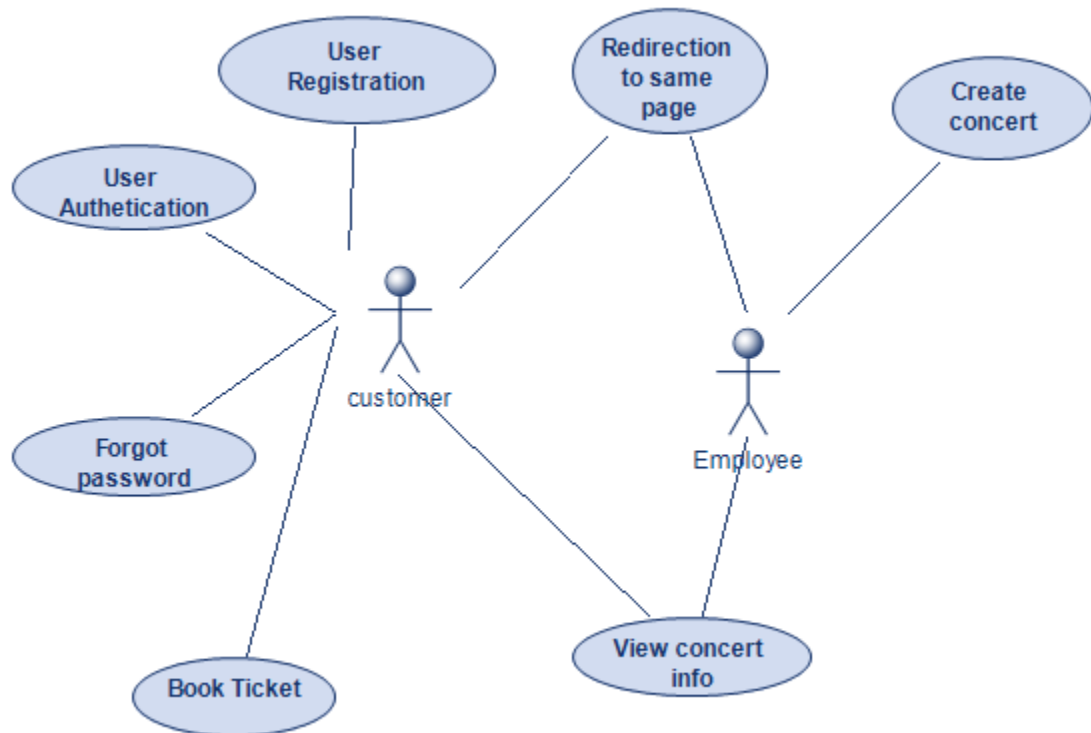 User
Registration
Redirection
to same
page
Create
concert
User
Authetication
customer
Employee
Forgot
password
Book Ticket
View concert
info